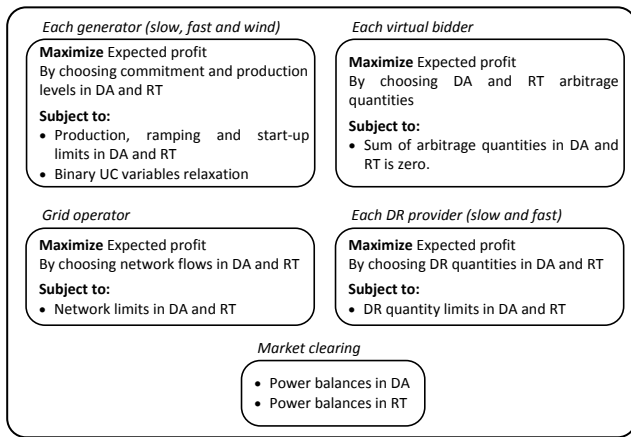 Each generator (slow, fast and wind)
Maximize Expected profit
By choosing commitment and production
levels in DA and RT
Subject to:
• Production, ramping and start-up
limits in DA and RT
• Binary UC variables relaxation
Each virtual bidder
Maximize Expected profit
By choosing DA and RT arbitrage
quantities
Subject to:
• Sum of arbitrage quantities in DA and
RT is zero.
Grid operator
Maximize Expected profit
By choosing network flows in DA and RT
Subject to:
• Network limits in DA and RT
Each DR provider (slow and fast)
Maximize Expected profit
By choosing DR quantities in DA and RT
Subject to:
• DR quantity limits in DA and RT
Market clearing
• Power balances in DA
• Power balances in RT